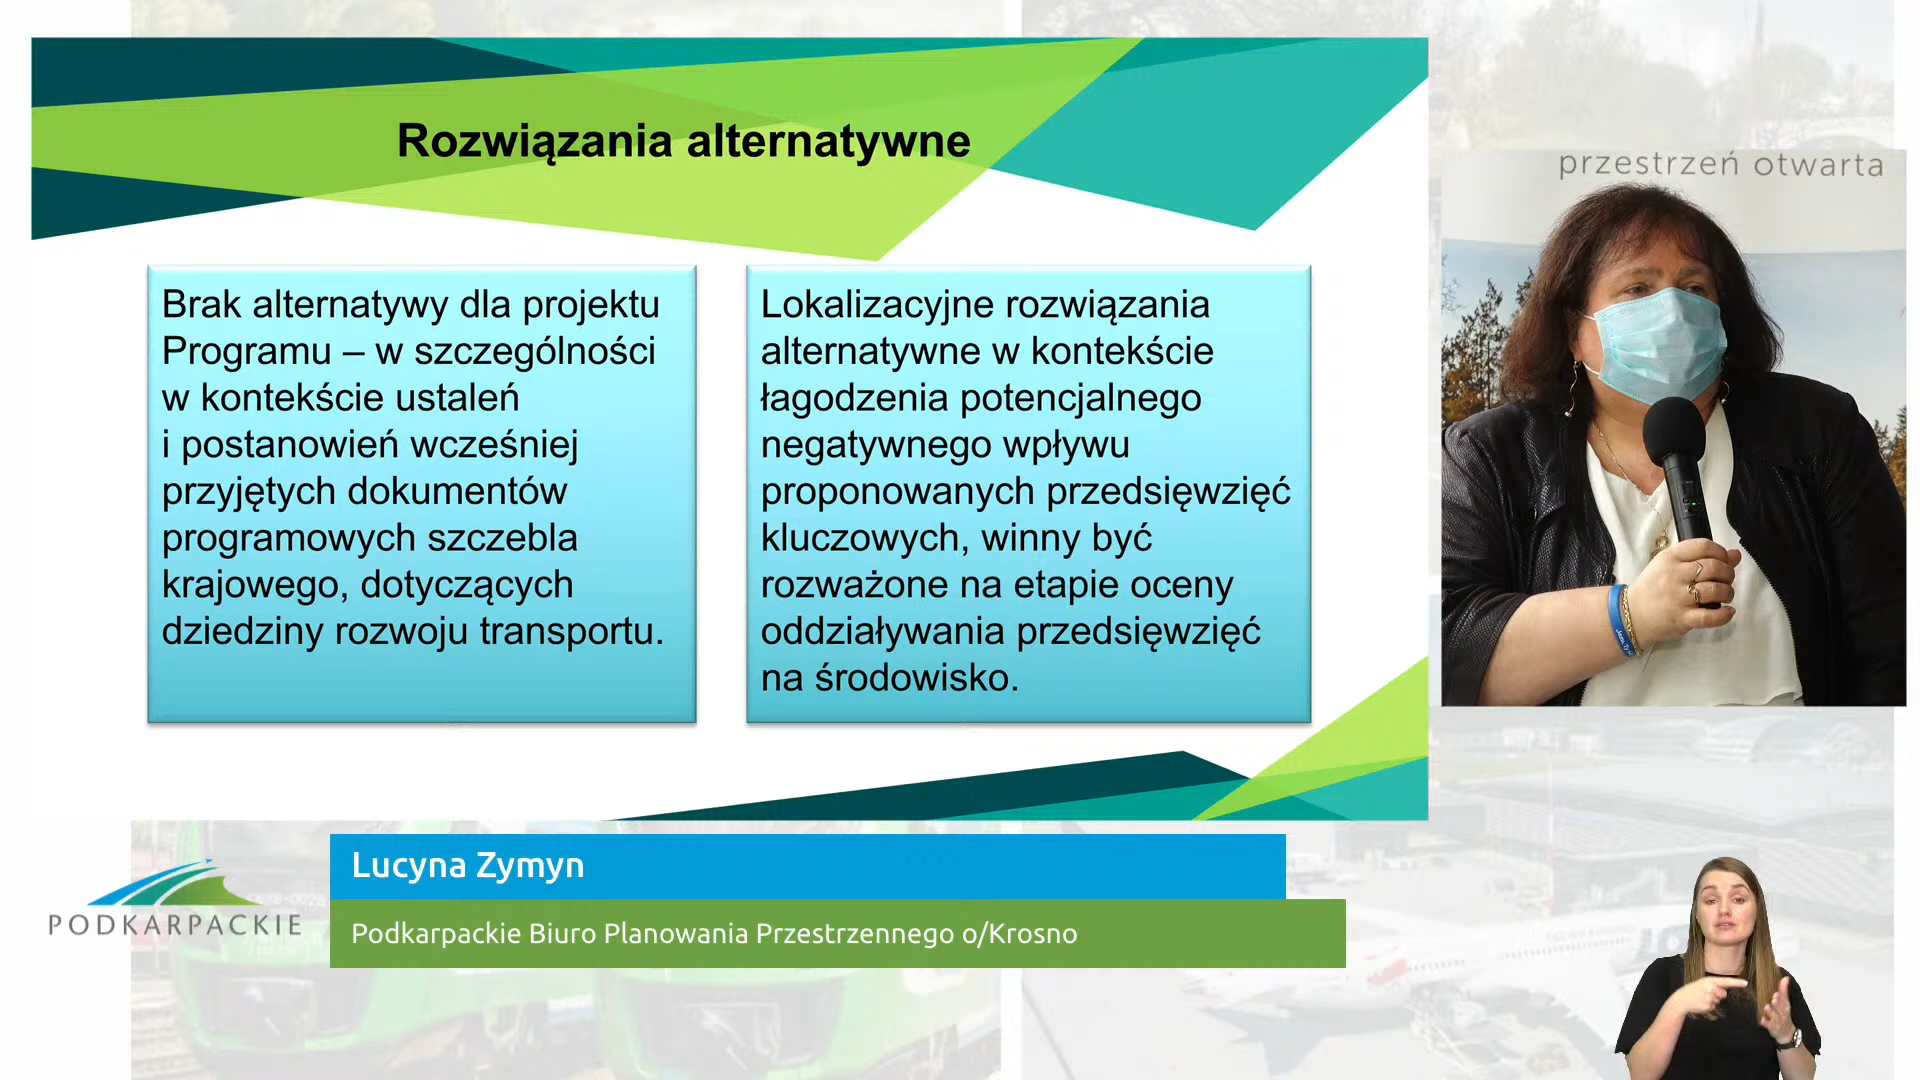 Rozwiązania alternatywne
Brak alternatywy dla projektu
Programu – w szczególności
w kontekście ustaleń
i postanowień wcześniej
przyjętych dokumentów
programowych szczebla
krajowego, dotyczących
dziedziny rozwoju transportu.
Lokalizacyjne rozwiązania
alternatywne w kontekście
łagodzenia potencjalnego
negatywnego wpływu
proponowanych przedsięwzięć
kluczowych, winny być
rozważone na etapie oceny
oddziaływania przedsięwzięć
na środowisko.
przestrzeń otwarta
Lucyna Zymyn
Podkarpackie Biuro Planowania Przestrzennego o/Krosno
PODKARPACKIE